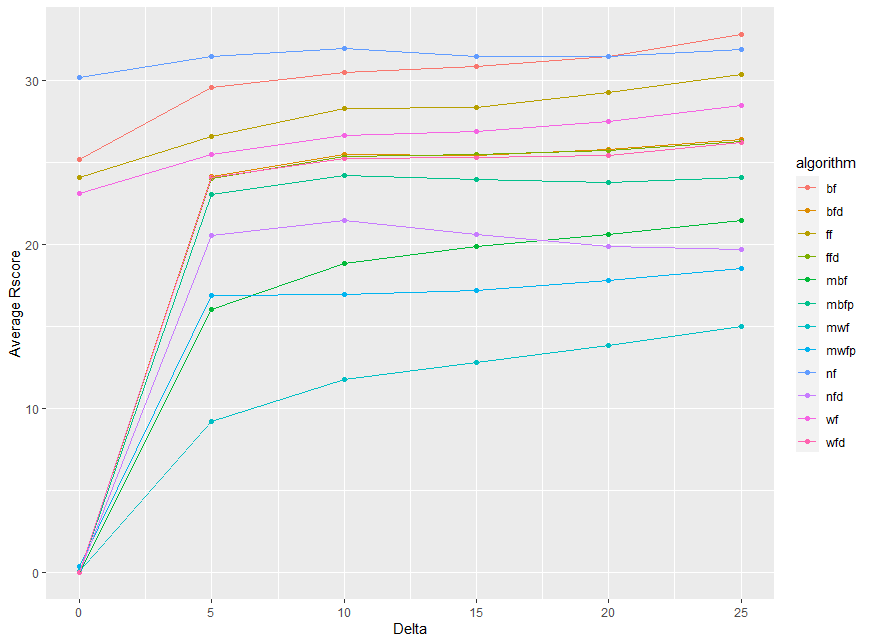 Average Rscore
30
20
10
0
0 5 10 15 20 25
Delta
algorithm
bf
bfd
ff
ffd
mbf
mbfp
mwf
mwfp
nf
nfd
wf
wfd